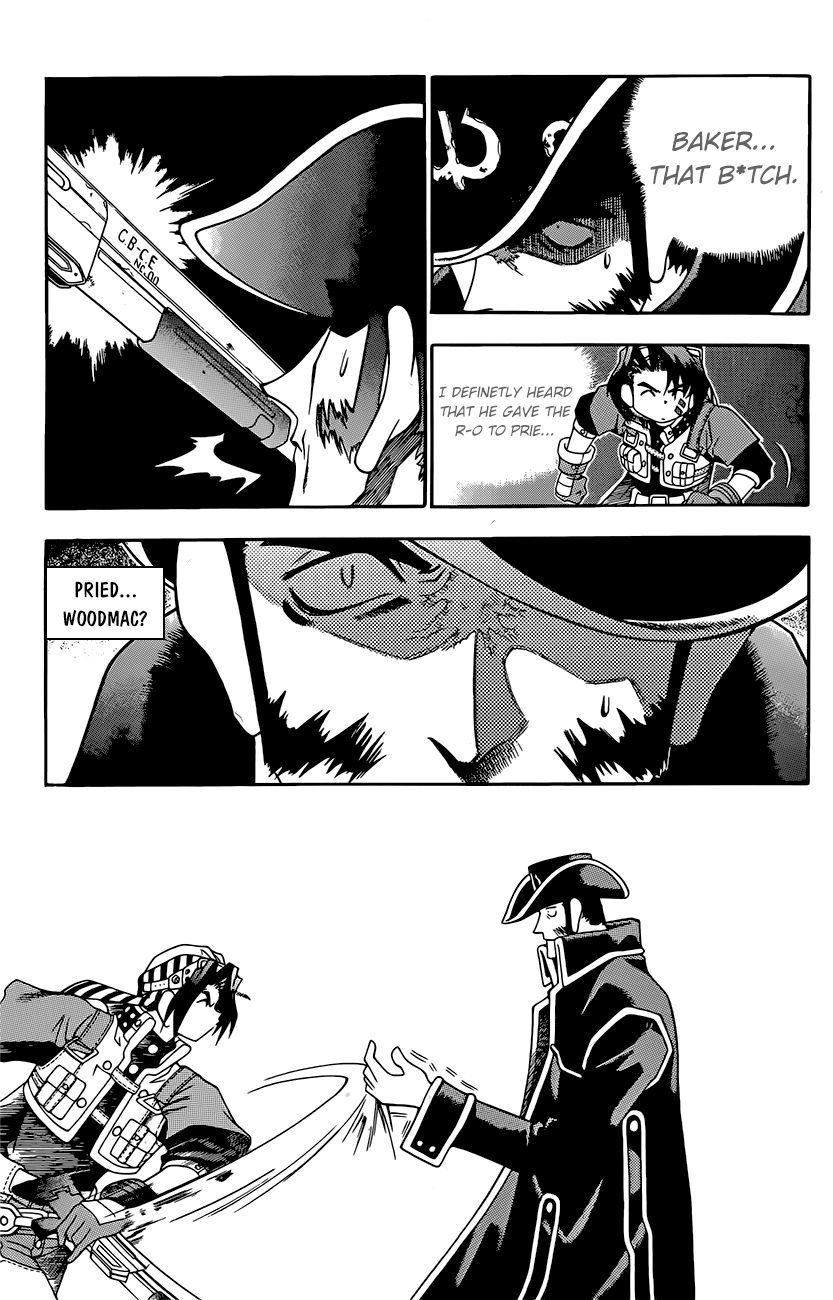 BAKER...
THAT B*TCH.
C.B-C.E
NC-00
I DEFINETLY HEARD
THAT HE GAVE THE
R-O TO PRIE...
PRIED...
WOODMAC?